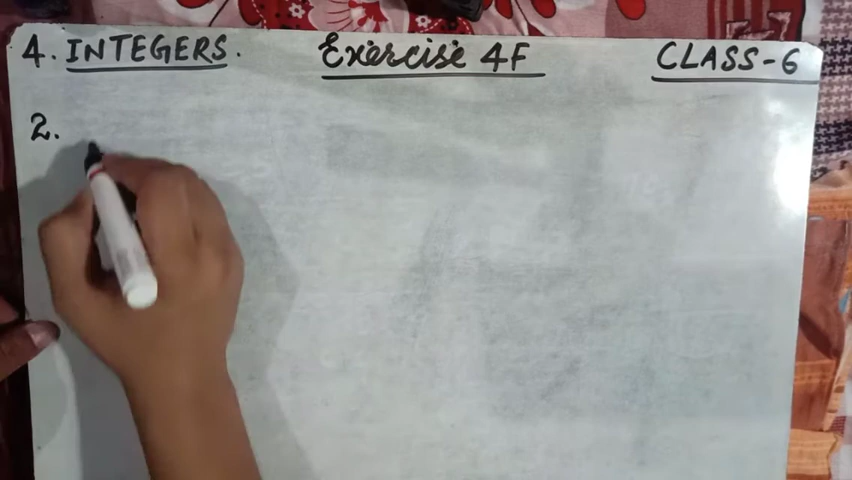 4. INTEGERS. Exercise 4F CLASS-6
2.